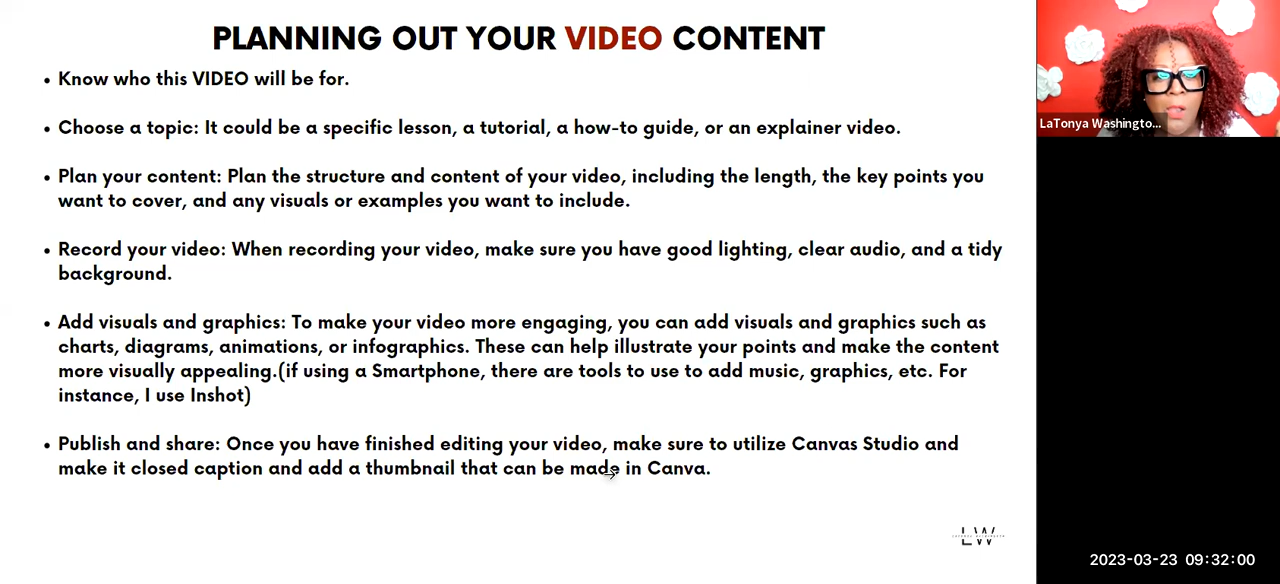 PLANNING OUT YOUR VIDEO CONTENT
• Know who this VIDEO will be for.
• Choose a topic: It could be a specific lesson, a tutorial, a how-to guide, or an explainer video.
• Plan your content: Plan the structure and content of your video, including the length, the key points you
want to cover, and any visuals or examples you want to include.
• Record your video: When recording your video, make sure you have good lighting, clear audio, and a tidy
background.
• Add visuals and graphics: To make your video more engaging, you can add visuals and graphics such as
charts, diagrams, animations, or infographics. These can help illustrate your points and make the content
more visually appealing.(if using a Smartphone, there are tools to use to add music, graphics, etc. For
instance, I use Inshot)
• Publish and share: Once you have finished editing your video, make sure to utilize Canvas Studio and
make it closed caption and add a thumbnail that can be made in Canva.
LW
LaTonya Washingto...
2023-03-23 09:32:00